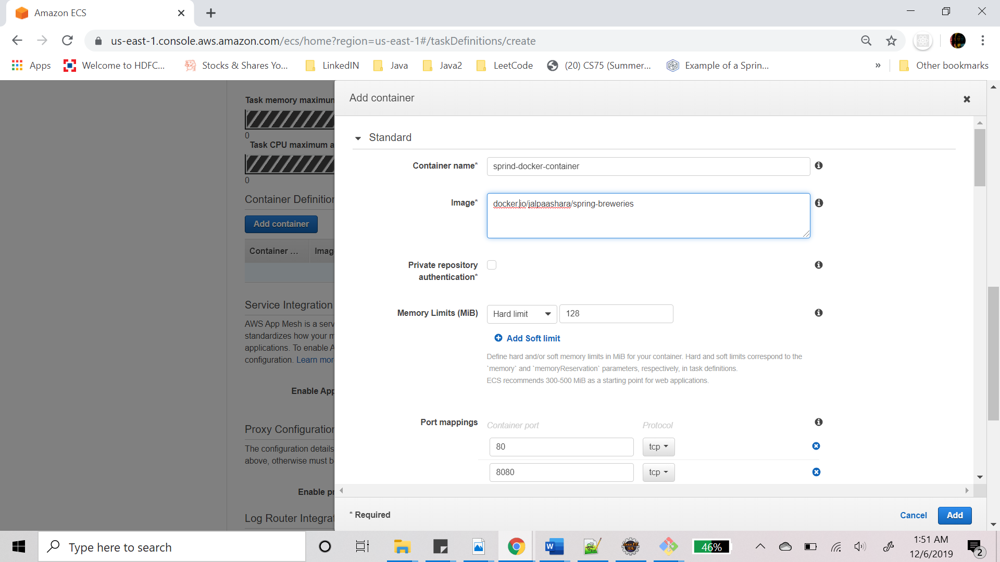 Amazon ECS
us-east-1.console.aws.amazon.com/ecs/home?region=us-east-1#/taskDefinitions/create
Apps Welcome to HDFC... Stocks & Shares Yo... LinkedIN Java Java2 LeetCode (20) CS75 (Summer... Example of a Sprin... » Other bookmarks
Task memory maximum
0
Task CPU maximum a
0
Container Definition
Add container
Container ... Imag
Service Integration
AWS App Mesh is a serv
standardizes how your m
applications. To enable A
configuration. Learn mor
Enable App
Proxy Configuration
The configuration details
above, otherwise must b
Enable pr
Log Router Integrat
Add container
Standard
Container name* sprind-docker-container
Image* docker.io/jalpaashara/spring-breweries
Private repository
authentication*
Memory Limits (MiB) Hard limit 128
Add Soft limit
Define hard and/or soft memory limits in MiB for your container. Hard and soft limits correspond to the
`memory` and `memoryReservation` parameters, respectively, in task definitions.
ECS recommends 300-500 MiB as a starting point for web applications.
Port mappings Container port Protocol
80 tcp
8080 tcp
* Required Cancel Add
Type here to search
W
Java EE
IDE
46%
1:51 AM
12/6/2019
2